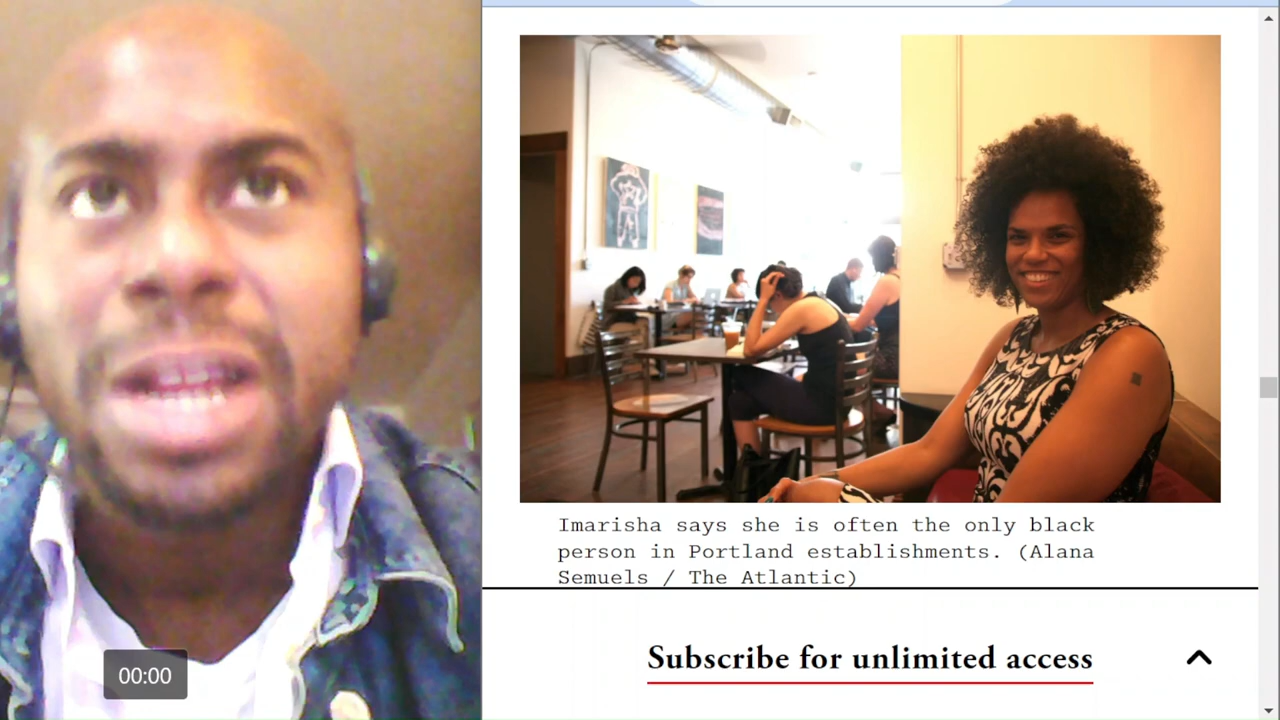 Imarisha says she is often the only black
person in Portland establishments. (Alana
Semuels / The Atlantic)
Subscribe for unlimited access
00:00